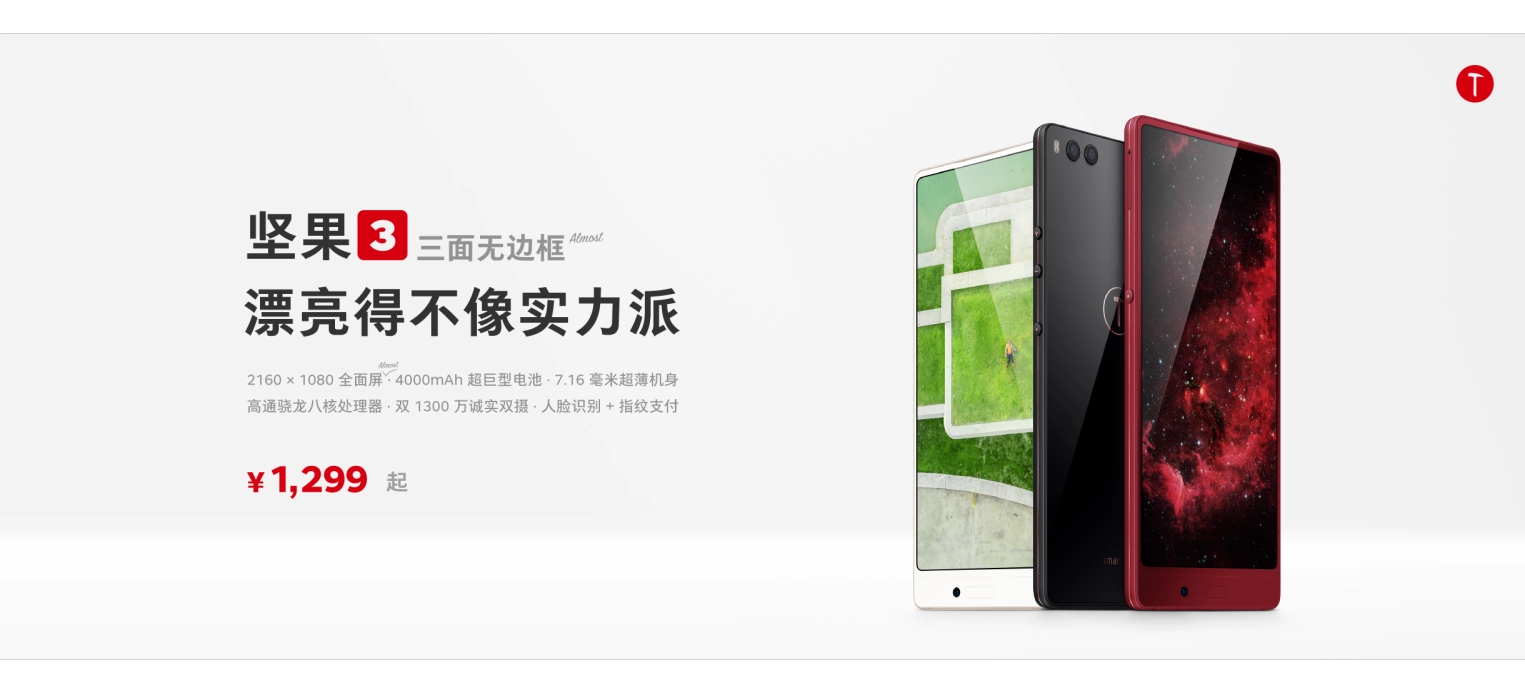 坚果 3 三面无边框 Almost
漂亮得不像实力派
Almost
2160 × 1080 全面屏 · 4000mAh 超巨型电池 · 7.16 毫米超薄机身
高通骁龙八核处理器 · 双 1300 万诚实双摄 · 人脸识别 + 指纹支付
¥ 1,299 起